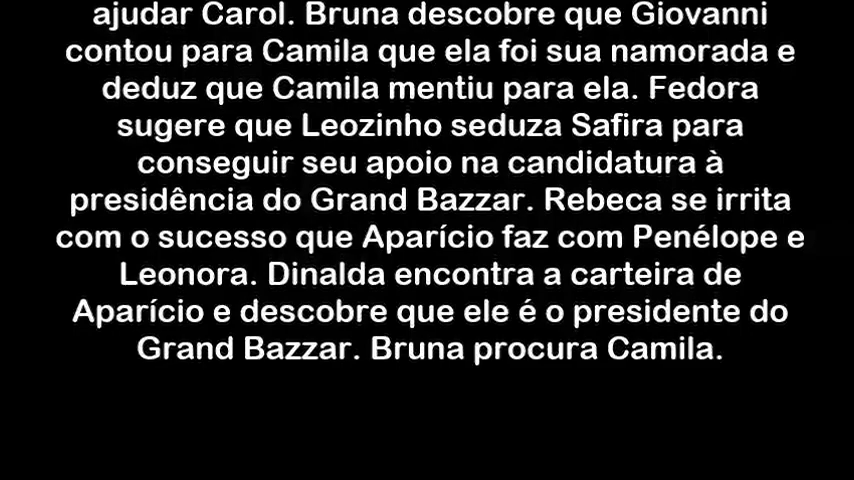 ajudar Carol. Bruna descobre que Giovanni
contou para Camila que ela foi sua namorada e
deduz que Camila mentiu para ela. Fedora
sugere que Leozinho seduza Safira para
conseguir seu apoio na candidatura à
presidência do Grand Bazzar. Rebeca se irrita
com o sucesso que Aparício faz com Penélope e
Leonora. Dinalda encontra a carteira de
Aparício e descobre que ele é o presidente do
Grand Bazzar. Bruna procura Camila.